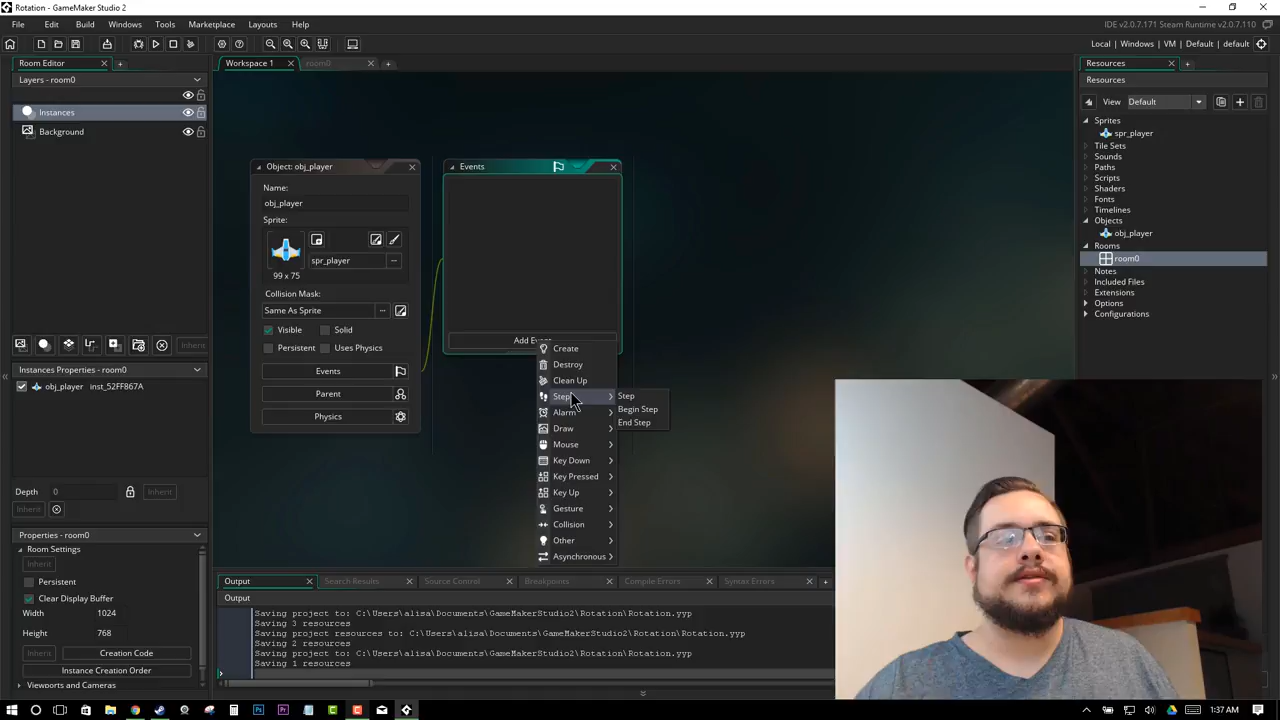 Rotation - GameMaker Studio 2
File Edit Build Windows Tools Help Marketplace Layouts
IDE v2.0.7.171 Steam Runtime v2.0.7.110
Local | Windows | VM | Default | default
Room Editor
Workspace 1
room0
Resources
Layers - room0
Resources
View Default
Instances
Background
Sprites
spr_player
Tile Sets
Sounds
Paths
Scripts
Shaders
Fonts
Timelines
Objects
obj_player
Rooms
room0
Notes
Included Files
Extensions
Options
Configurations
Object: obj_player
Name:
obj_player
Sprite:
spr_player
99 x 75
Collision Mask:
Same As Sprite
Visible Solid
Persistent Uses Physics
Events
Parent
Physics
Events
Create
Destroy
Clean Up
Step
Alarm
Draw
Mouse
Key Down
Key Pressed
Key Up
Gesture
Collision
Other
Asynchronous
Step
Begin Step
End Step
Inherit
Instances Properties - room0
obj_player inst_52FF867A
Depth 0 Inherit
Inherit
Properties - room0
Room Settings
Inherit
Persistent
Clear Display Buffer
Width 1024
Height 768
Inherit Creation Code
Instance Creation Order
Viewports and Cameras
Output Search Results Source Control Breakpoints Compile Errors Syntax Errors
Output
Saving project to: C:\Users\alisa\Documents\GameMakerStudio2\Rotation\Rotation.yyp
Saving 3 resources
Saving project resources to: C:\Users\alisa\Documents\GameMakerStudio2\Rotation\Rotation.yyp
Saving 2 resources
Saving project to: C:\Users\alisa\Documents\GameMakerStudio2\Rotation\Rotation.yyp
Saving 1 resources
1:37 AM